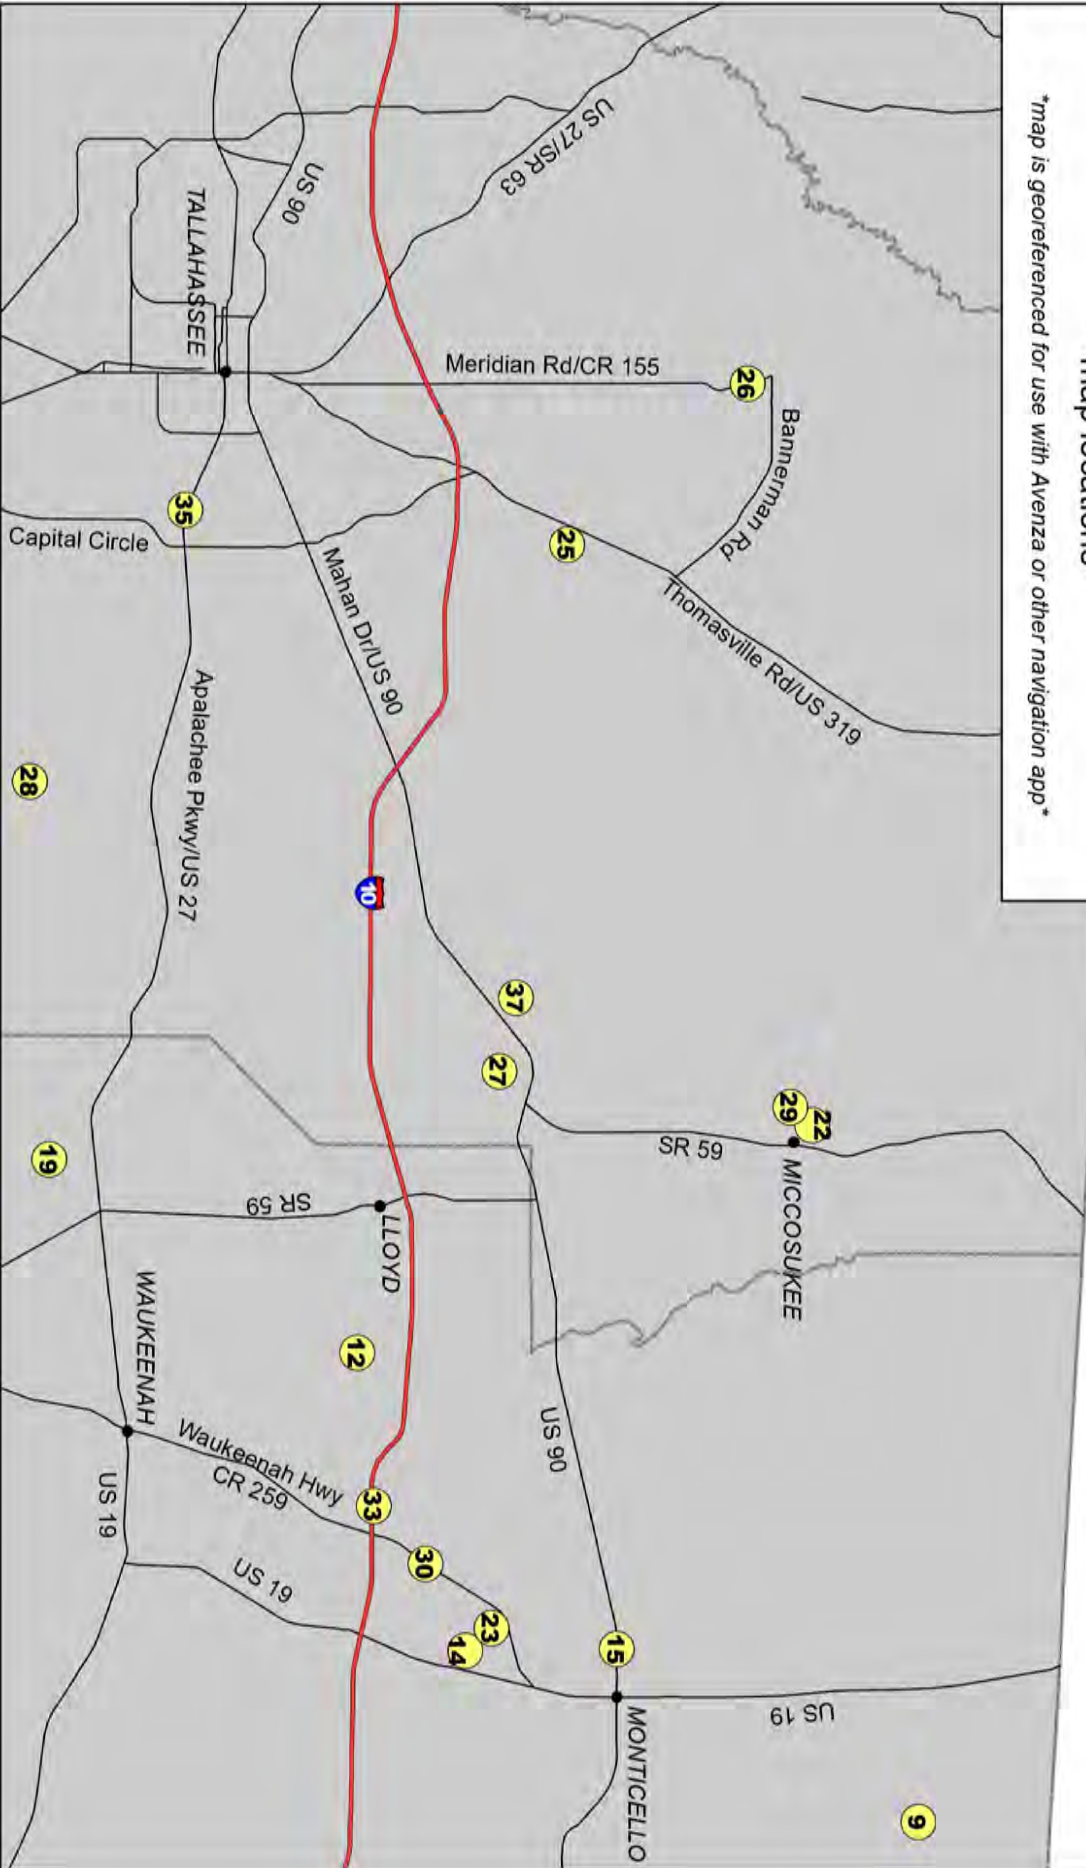 map locations
*map is georeferenced for use with Avenza or other navigation app*
US 27/SR 63
US 90
TALLAHASSEE
Meridian Rd/CR 155
26
Bannerman Rd
35
Capital Circle
25
Mahan Dr/US 90
Thomasville Rd/US 319
Apalachee Pkwy/US 27
28
10
37
27
29
22
SR 59
MICCOSUKEE
19
SR 59
LLOYD
WAUKEENAH
12
US 90
Waukeenah Hwy
CR 259
33
US 19
30
US 19
23
14
15
MONTICELLO
US 19
9